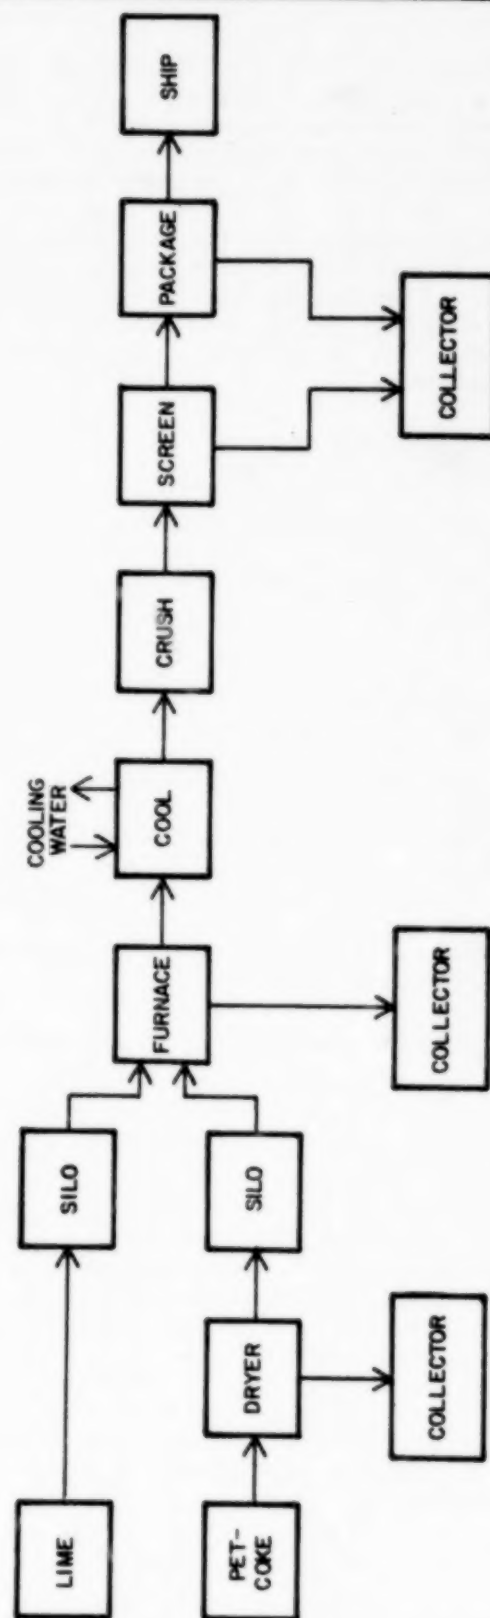 LIME
SILO
PET-
COKE
DRYER
SILO
COLLECTOR
FURNACE
COLLECTOR
COOLING
WATER
COOL
CRUSH
SCREEN
PACKAGE
SHIP
COLLECTOR